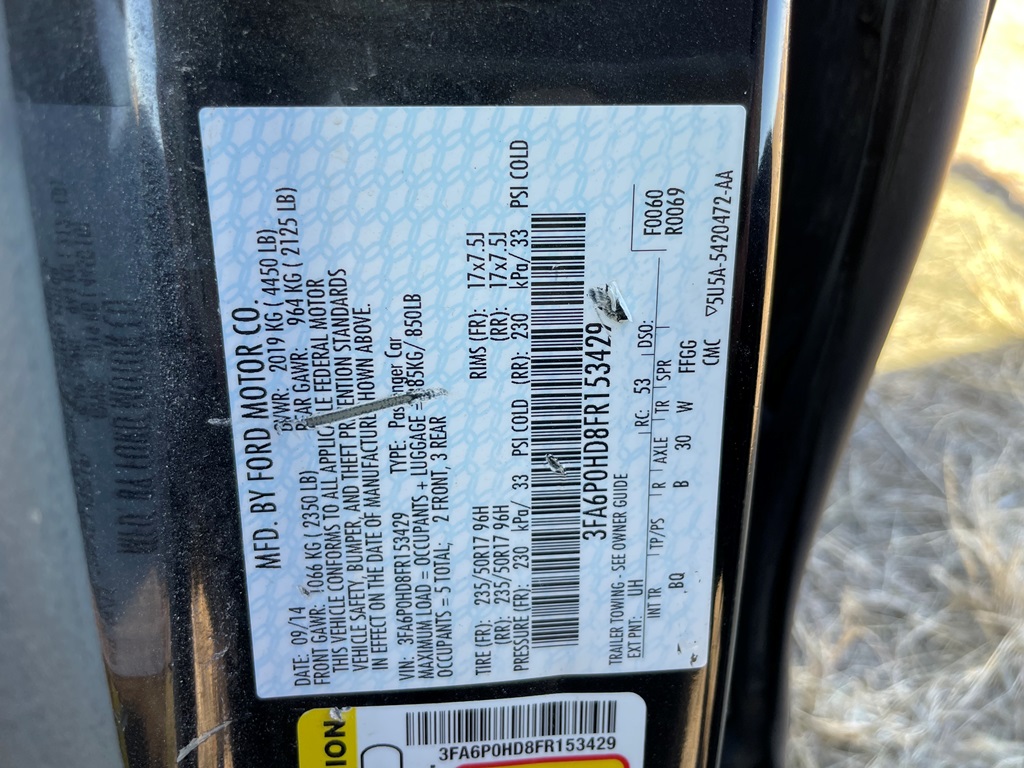 MFD. BY FORD MOTOR CO.
DATE: 09/14 GVWR: 2019 KG ( 4450 LB)
FRONT GAWR: 1066 KG ( 2350 LB) REAR GAWR: 964 KG ( 2125 LB)
THIS VEHICLE CONFORMS TO ALL APPLICABLE FEDERAL MOTOR
VEHICLE SAFETY, BUMPER, AND THEFT PREVENTION STANDARDS
IN EFFECT ON THE DATE OF MANUFACTURE SHOWN ABOVE.
VIN: 3FA6P0HD8FR153429 TYPE: Passenger Car
MAXIMUM LOAD = OCCUPANTS + LUGGAGE = 385KG/ 850LB
OCCUPANTS = 5 TOTAL; 2 FRONT, 3 REAR
TIRE (FR): 235/50R17 96H RIMS (FR): 17x7.5J
(RR): 235/50R17 96H (RR): 17x7.5J
PRESSURE (FR): 230 kPa/ 33 PSI COLD (RR): 230 kPa/ 33 PSI COLD
3FA6P0HD8FR153429
TRAILER TOWING - SEE OWNER GUIDE
EXT PNT: UH RC: 53 DSO: F0060
R0069
INT TR TP/PS R AXLE TR SPR
BQ B 30 W FFGG
CMC ▽5U5A-5420472-AA
3FA6P0HD8FR153429